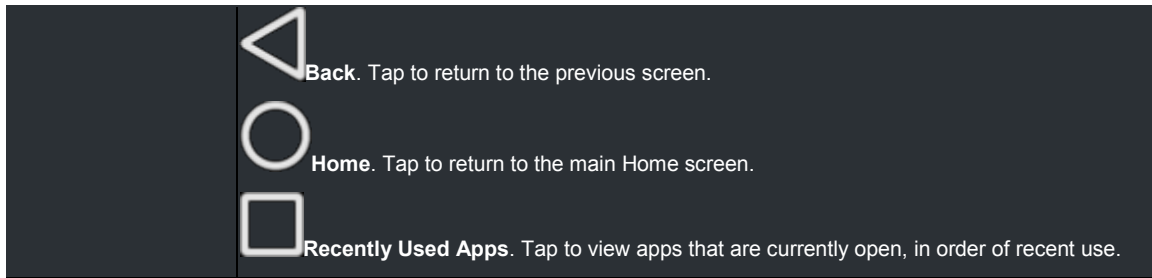 Back. Tap to return to the previous screen.
Home. Tap to return to the main Home screen.
Recently Used Apps. Tap to view apps that are currently open, in order of recent use.